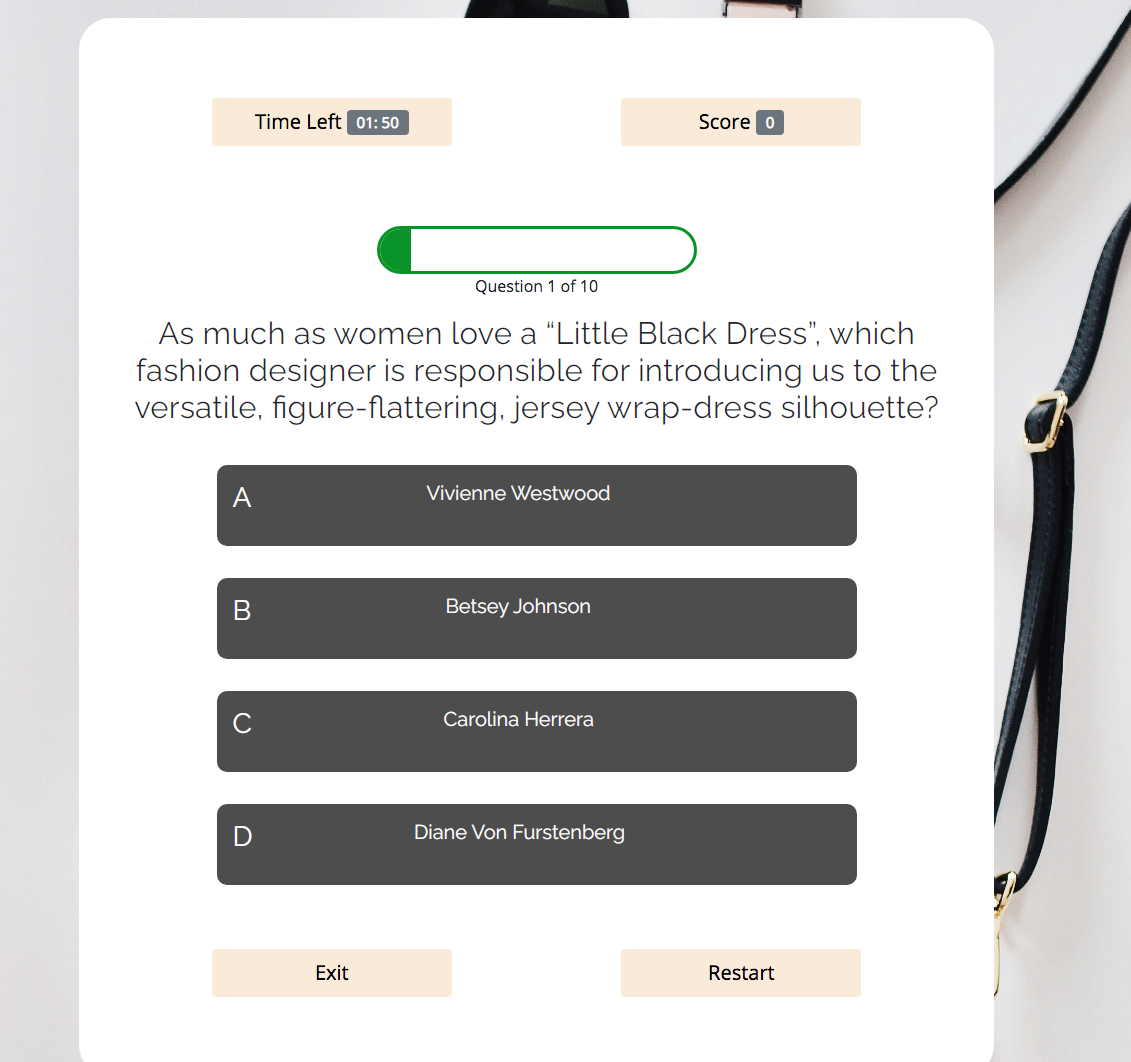 Time Left 01: 50
Score 0
Question 1 of 10
As much as women love a “Little Black Dress”, which
fashion designer is responsible for introducing us to the
versatile, figure-flattering, jersey wrap-dress silhouette?
A Vivienne Westwood
B Betsey Johnson
C Carolina Herrera
D Diane Von Furstenberg
Exit
Restart